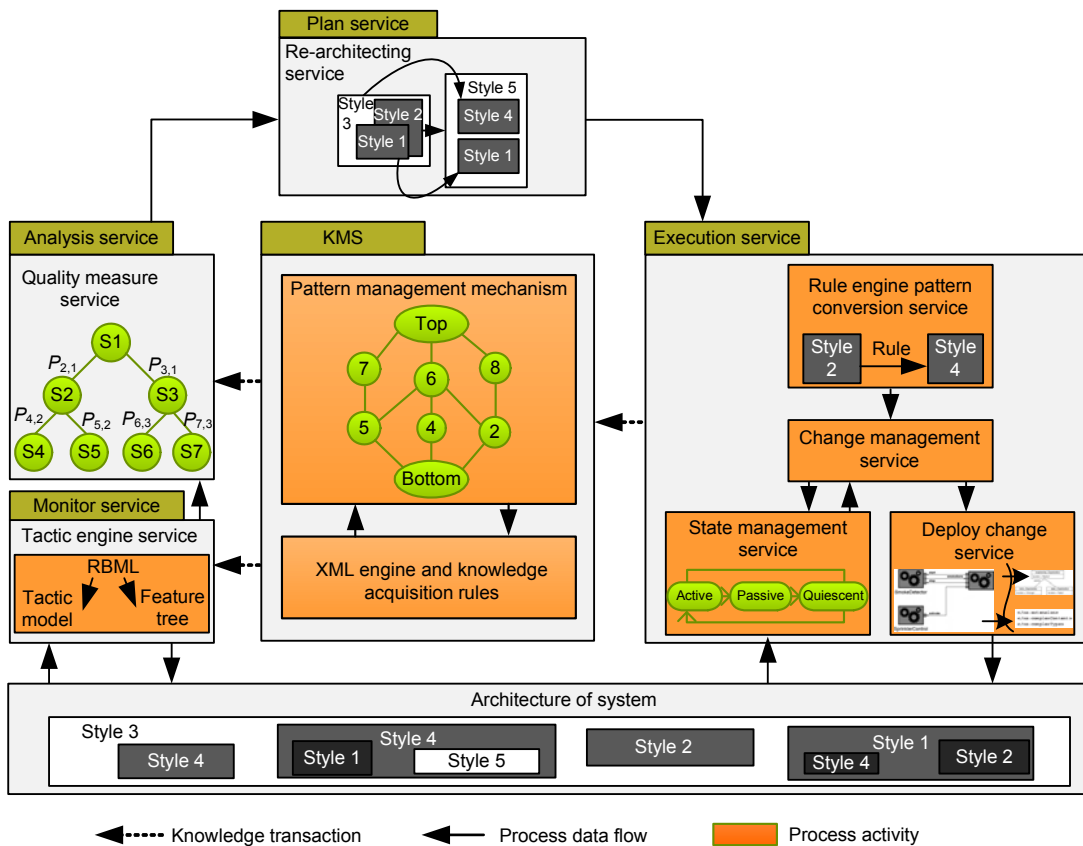 Plan service
Re-architecting
service
Style
3
Style 2
Style 1
Style 5
Style 4
Style 1
Analysis service
Quality measure
service
S1
P2,1
P3,1
S2
S3
P4,2
P5,2
P6,3
P7,3
S4
S5
S6
S7
Monitor service
Tactic engine service
RBML
Tactic
model
Feature
tree
KMS
Pattern management mechanism
Top
7
6
8
5
4
2
Bottom
XML engine and knowledge
acquisition rules
Execution service
Rule engine pattern
conversion service
Style
2
Rule
Style
4
Change management
service
State management
service
Active
Passive
Quiescent
Deploy change
service
SmokeDetector
SprinklerControl
Architecture of system
Style 3
Style 4
Style 4
Style 1
Style 5
Style 2
Style 1
Style 4
Style 2
Knowledge transaction
Process data flow
Process activity